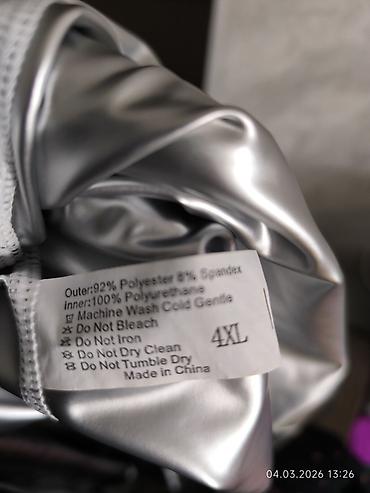 Outer:92% Polyester 8% Spandex
Inner:100% Polyurethane
Machine Wash Cold Gentle
Do Not Bleach
Do Not Iron
4XL
Do Not Dry Clean
Do Not Tumble Dry
Made in China
04.03.2026 13:26